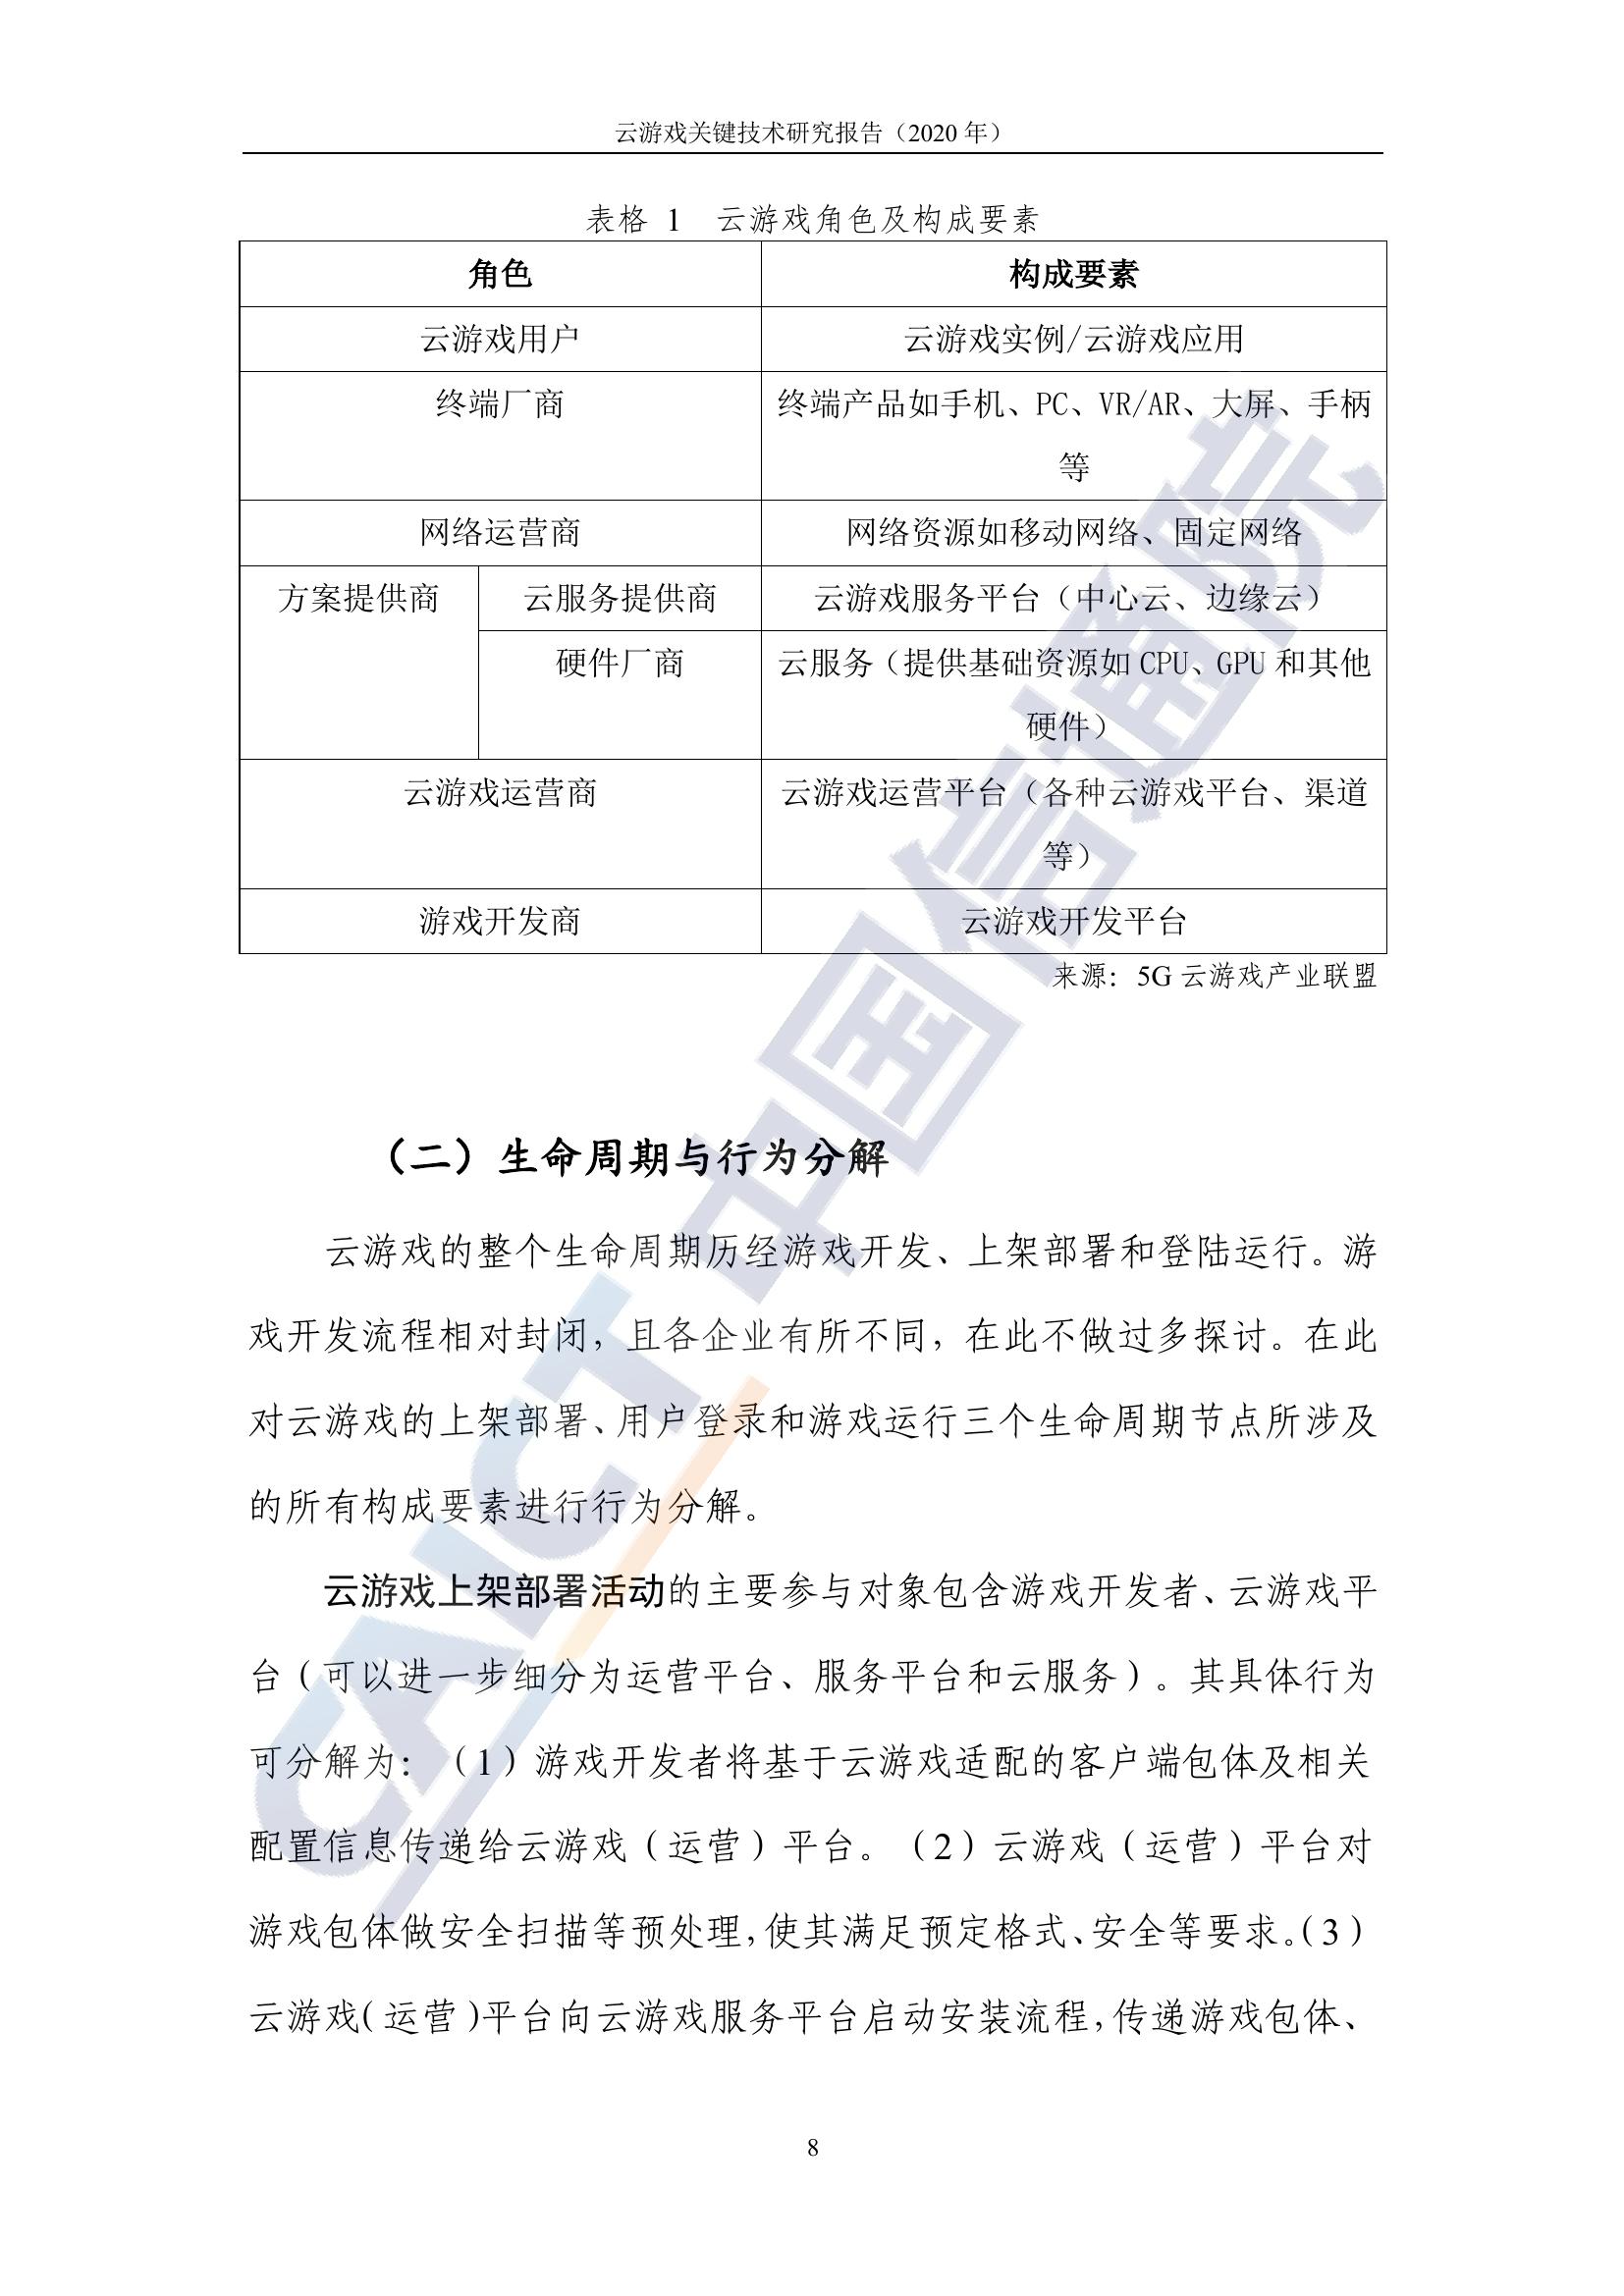 云游戏关键技术研究报告（2020 年）
表格 1 云游戏角色及构成要素
角色 构成要素
云游戏用户 云游戏实例/云游戏应用
终端厂商 终端产品如手机、PC、VR/AR、大屏、手柄
等
网络运营商 网络资源如移动网络、固定网络
方案提供商 云服务提供商 云游戏服务平台（中心云、边缘云）
硬件厂商 云服务（提供基础资源如 CPU、GPU 和其他
硬件）
云游戏运营商 云游戏运营平台（各种云游戏平台、渠道
等）
游戏开发商 云游戏开发平台
来源：5G 云游戏产业联盟
（二）生命周期与行为分解
云游戏的整个生命周期历经游戏开发、上架部署和登陆运行。游
戏开发流程相对封闭，且各企业有所不同，在此不做过多探讨。在此
对云游戏的上架部署、用户登录和游戏运行三个生命周期节点所涉及
的所有构成要素进行行为分解。
云游戏上架部署活动的主要参与对象包含游戏开发者、云游戏平
台（可以进一步细分为运营平台、服务平台和云服务）。其具体行为
可分解为：（1）游戏开发者将基于云游戏适配的客户端包体及相关
配置信息传递给云游戏（运营）平台。（2）云游戏（运营）平台对
游戏包体做安全扫描等预处理，使其满足预定格式、安全等要求。（3）
云游戏(运营)平台向云游戏服务平台启动安装流程，传递游戏包体、
8
CAICT 中国信通院